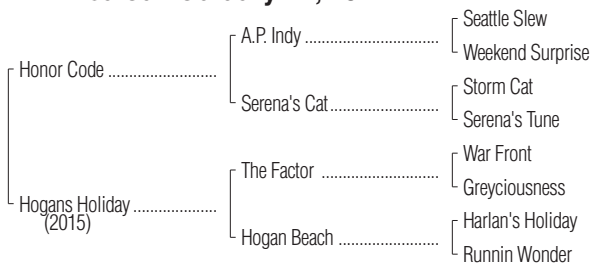 Seattle Slew
A.P. Indy ..........................
Weekend Surprise
Honor Code .....................
Storm Cat
Serena's Cat......................
Serena's Tune
War Front
The Factor .......................
Greyciousness
Hogans Holiday ................
(2015)
Harlan's Holiday
Hogan Beach ....................
Runnin Wonder